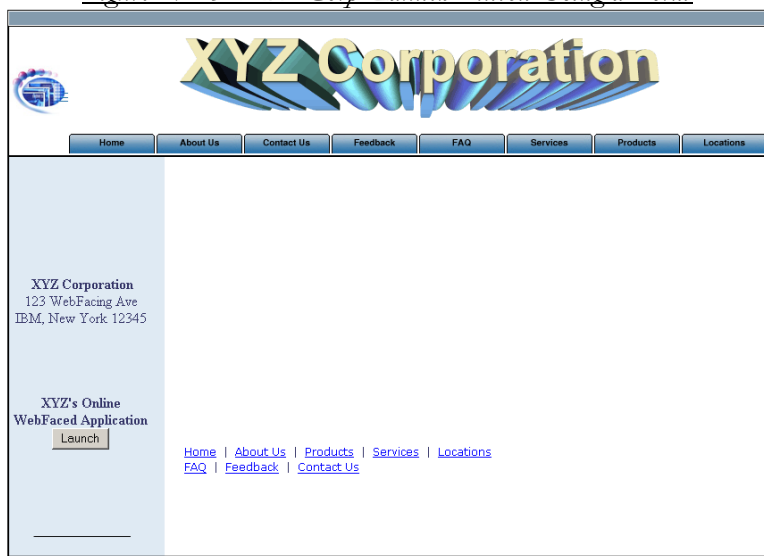 XYZ Corporation
Home About Us Contact Us Feedback FAQ Services Products Locations
XYZ Corporation
123 WebFacing Ave
IBM, New York 12345
XYZ's Online
WebFaced Application
Launch
Home | About Us | Products | Services | Locations
FAQ | Feedback | Contact Us